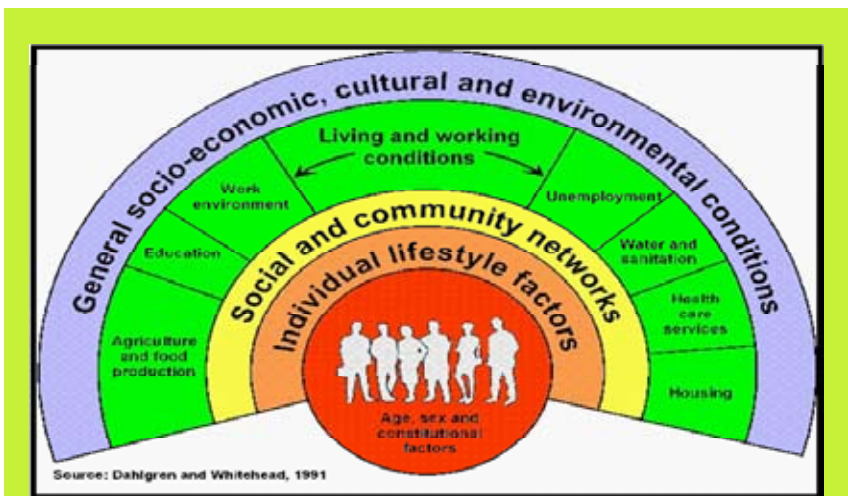 General socio-economic, cultural and environmental conditions
Living and working
conditions
Work
environment
Unemployment
Education
Water and
sanitation
Agriculture
and food
production
Health
care
services
Housing
Social and community networks
Individual lifestyle factors
Age, sex and
constitutional
factors
Source: Dahlgren and Whitehead, 1991